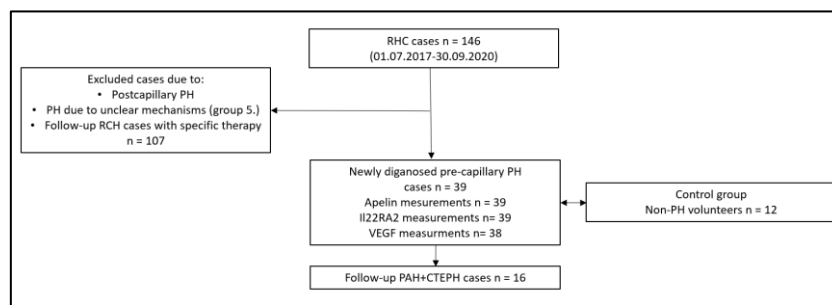 RHC cases n = 146
(01.07.2017-30.09.2020)
Excluded cases due to:
• Postcapillary PH
• PH due to unclear mechanisms (group 5.)
• Follow-up RCH cases with specific therapy
n = 107
Newly diganosed pre-capillary PH
cases n = 39
Apelin mesurements n = 39
Il22RA2 measurements n= 39
VEGF measurments n= 38
Control group
Non-PH volunteers n = 12
Follow-up PAH+CTEPH cases n = 16